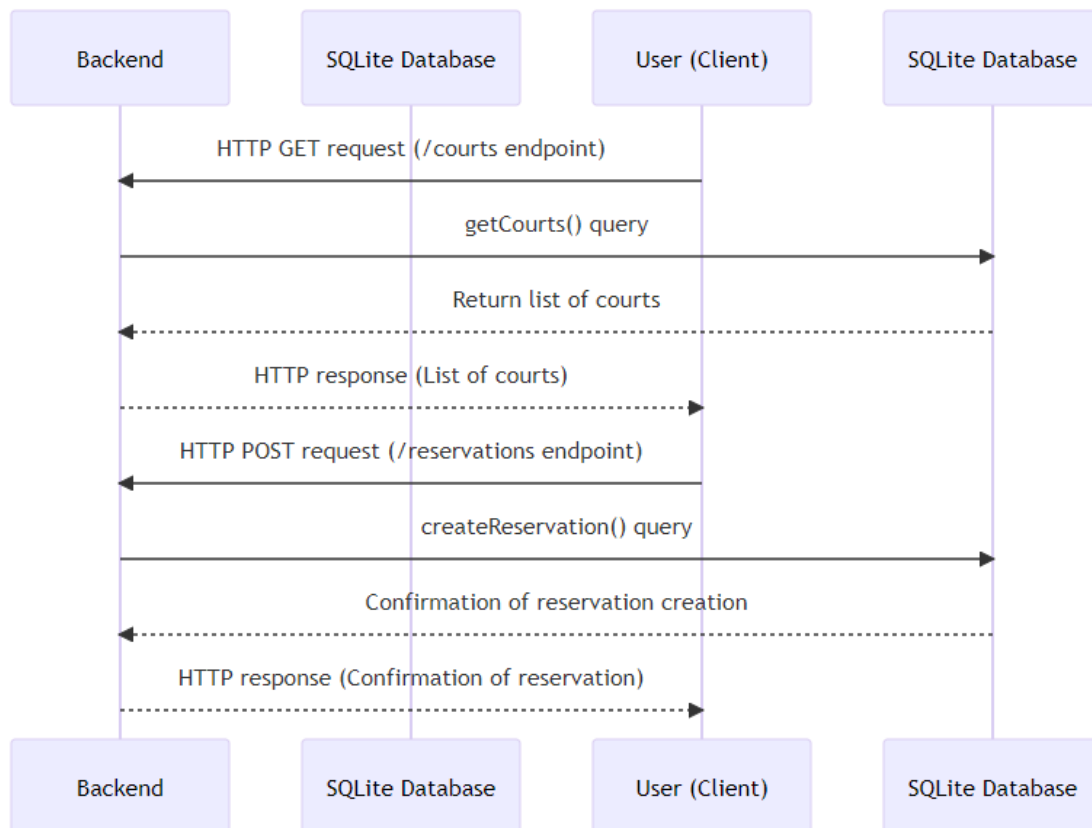 Backend
SQLite Database
User (Client)
SQLite Database
HTTP GET request (/courts endpoint)
getCourts() query
Return list of courts
HTTP response (List of courts)
HTTP POST request (/reservations endpoint)
createReservation() query
Confirmation of reservation creation
HTTP response (Confirmation of reservation)
Backend
SQLite Database
User (Client)
SQLite Database